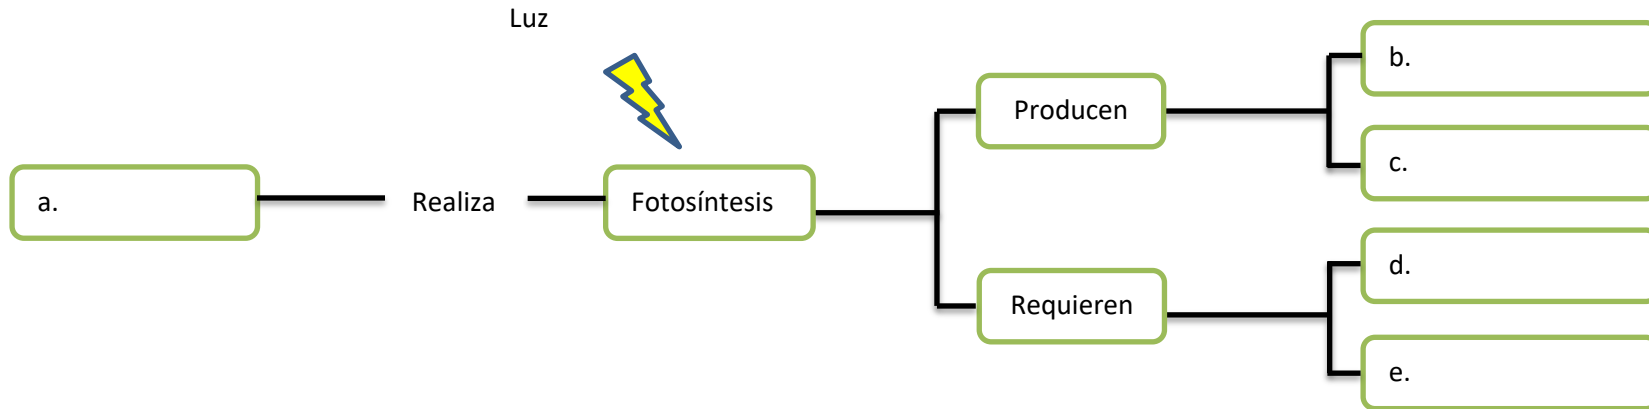 Luz
a.
Realiza
Fotosíntesis
Producen
b.
c.
Requieren
d.
e.